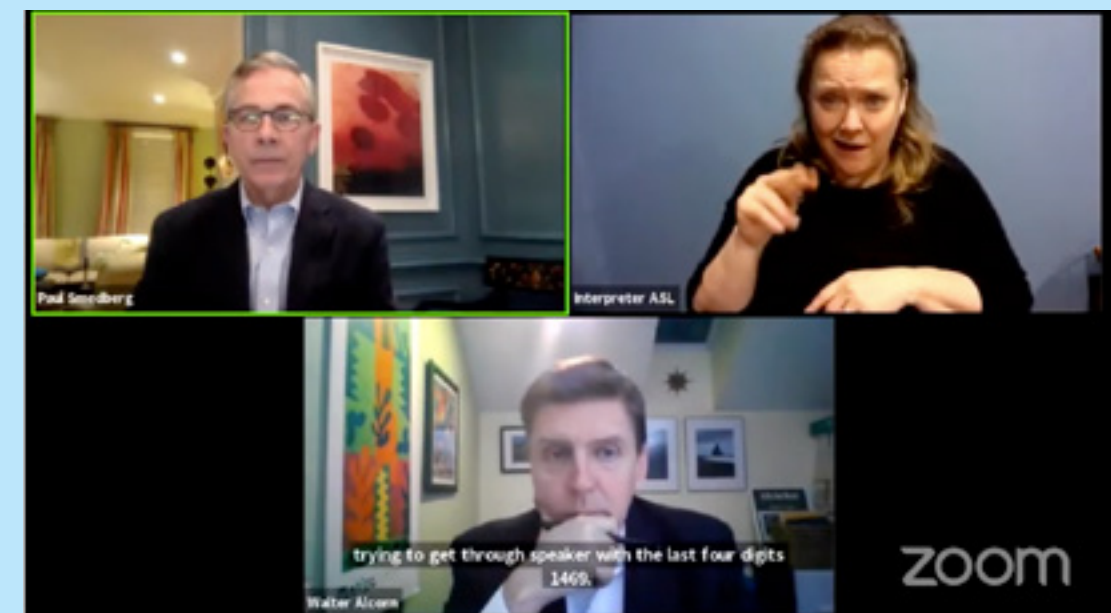 Paul Smedberg
Interpreter ASL
trying to get through speaker with the last four digits
1469.
Walter Alcorn
zoom